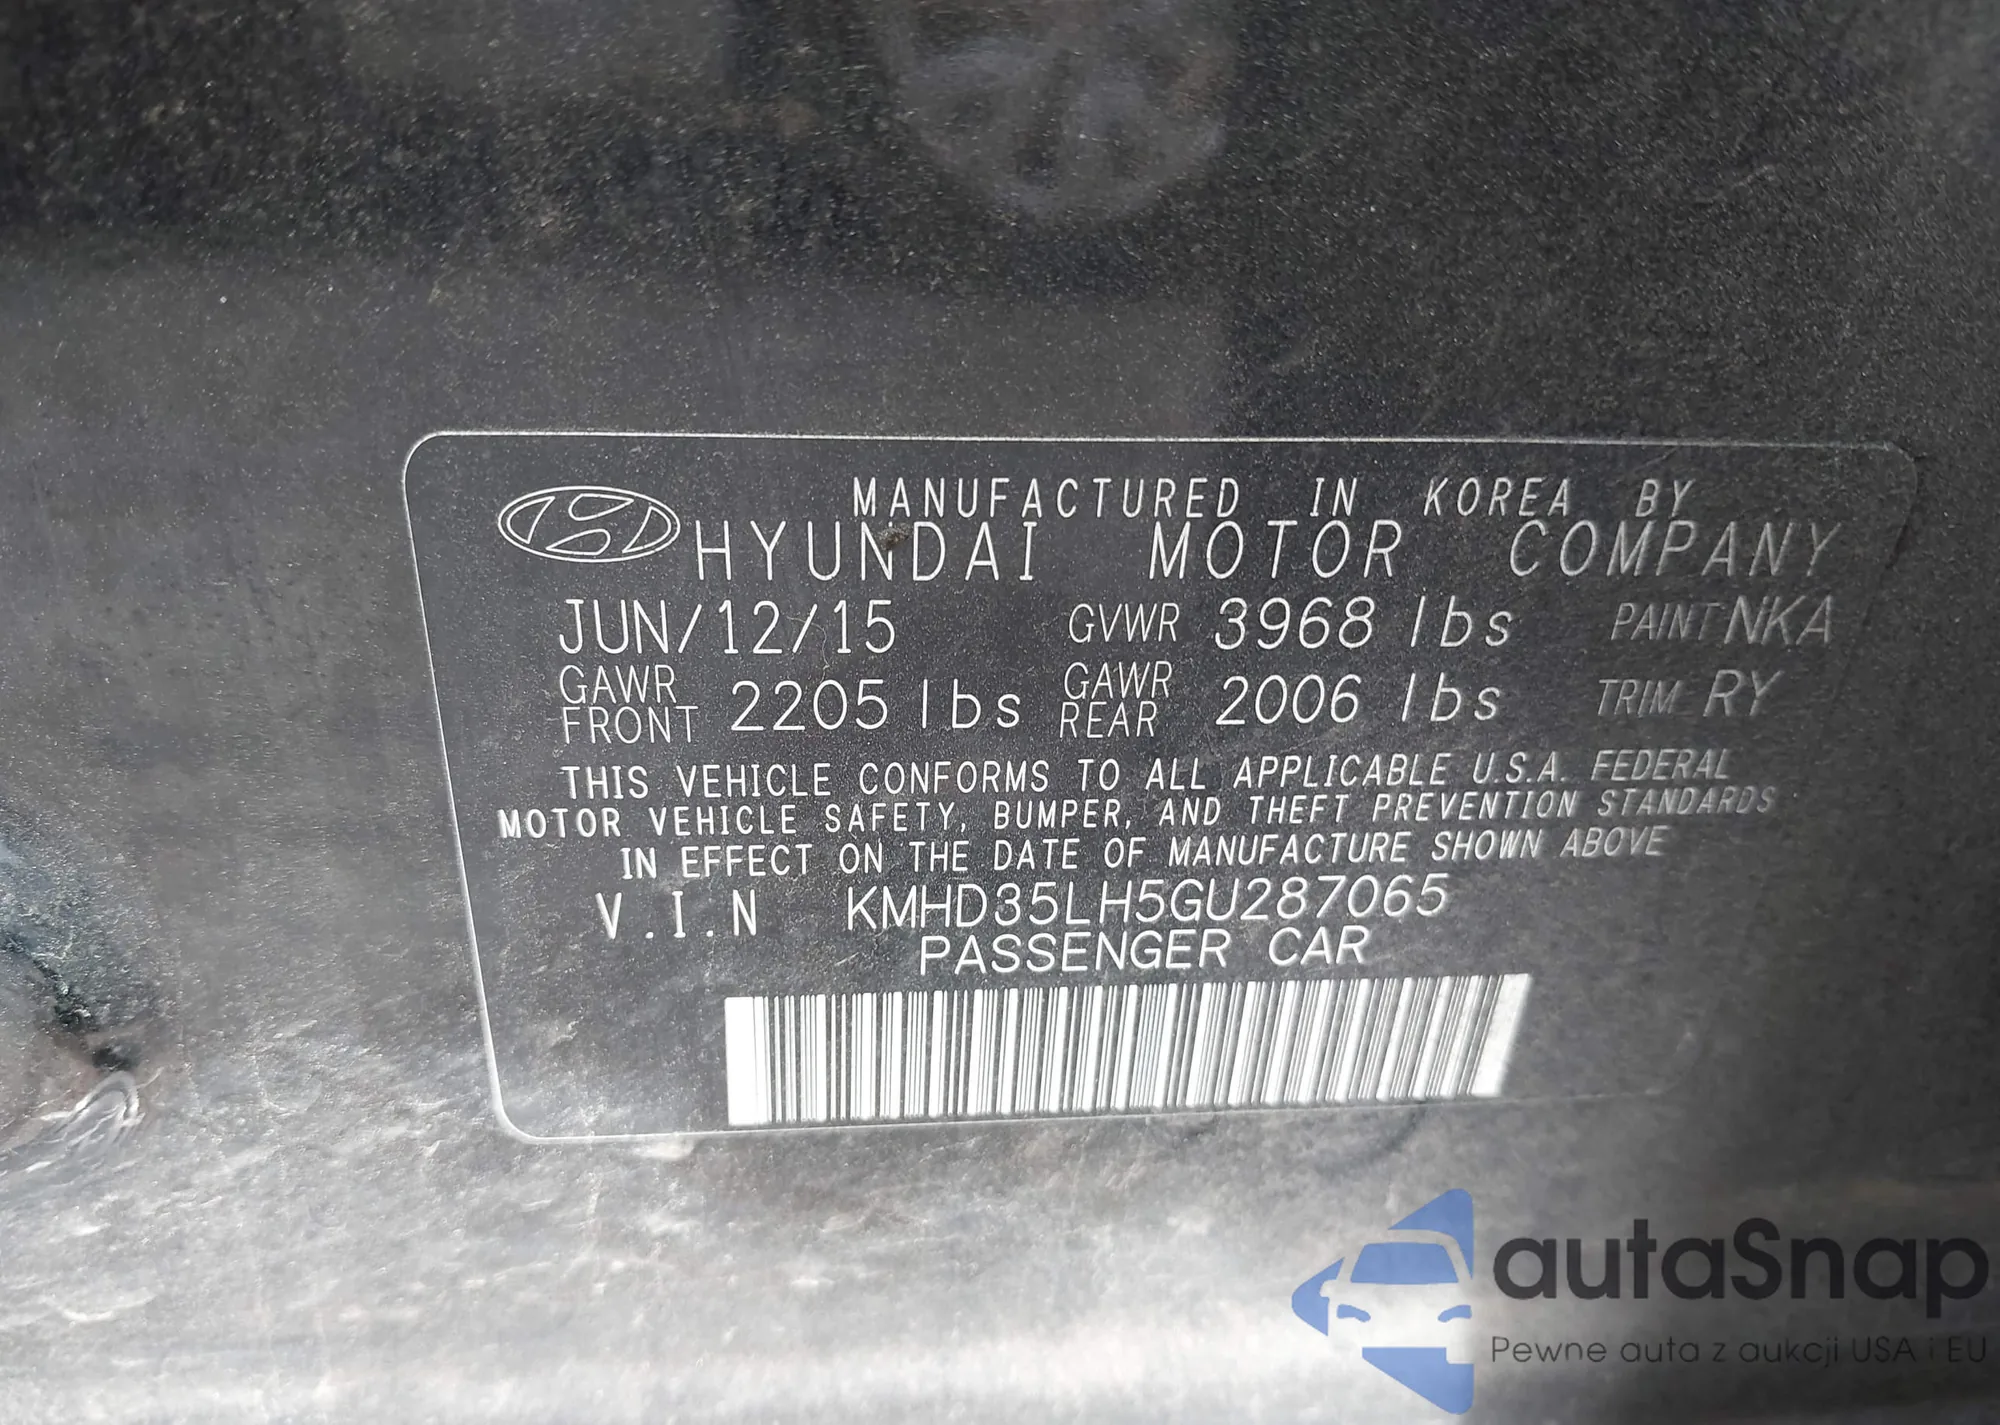 MANUFACTURED IN KOREA BY
HYUNDAI MOTOR COMPANY
JUN/12/15 GVWR 3968 lbs PAINT NKA
GAWR FRONT 2205 lbs GAWR REAR 2006 lbs TRIM RY
THIS VEHICLE CONFORMS TO ALL APPLICABLE U.S.A. FEDERAL
MOTOR VEHICLE SAFETY, BUMPER, AND THEFT PREVENTION STANDARDS
IN EFFECT ON THE DATE OF MANUFACTURE SHOWN ABOVE
V.I.N KMHD35LH5GU287065
PASSENGER CAR
autaSnap
Pewne auta z aukcji USA i EU